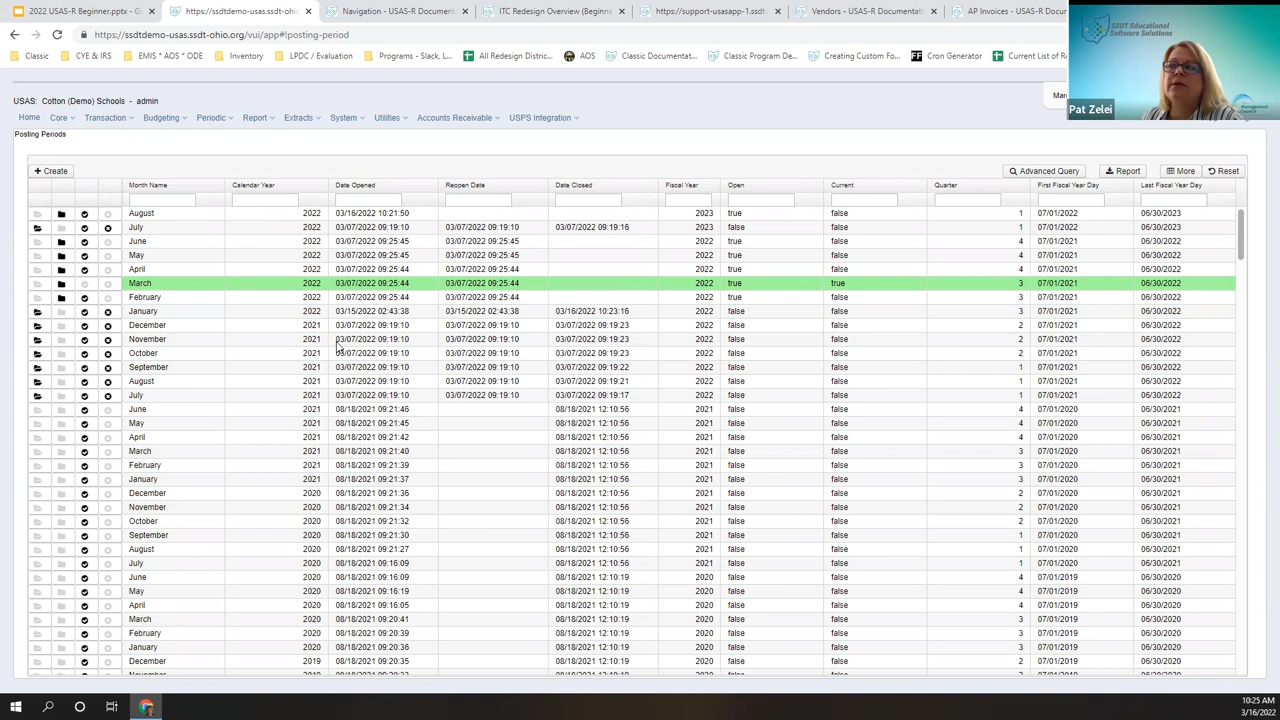 2022 USAS-R Beginner.pptx - G
https://ssdtdemo-usas.ssdt-ohi
Navigation - USAS-R Documenta
ITC Redesign Overview (Beginne
https://support-usasapp-1.ssdt
Vendors - USAS-R Documentati
AP Invoices - USAS-R Docum
https://ssdtdemo-usas.ssdt-ohio.org/vui/app#!posting-period
Classic CYE & IRS EMIS * AOS * ODE Inventory LPDC / Evaluation Programs - Slack, L... All Redesign District... AOS Classic Documentat... Classic Program De... Creating Custom Fo... Cron Generator Current List of R
SSDT Educational
Software Solutions
Management
Council
Pat Zelei
USAS: Cotton (Demo) Schools - admin
Mar
Home Core Transaction Budgeting Periodic Report Extracts System Utilities Accounts Receivable USPS Integration
Posting Periods
+ Create Advanced Query Report More Reset
Month Name Calendar Year Date Opened Reopen Date Date Closed Fiscal Year Open Current Quarter First Fiscal Year Day Last Fiscal Year Day
August 2022 03/16/2022 10:21:50 2023 true false 1 07/01/2022 06/30/2023
July 2022 03/07/2022 09:19:10 03/07/2022 09:19:10 03/07/2022 09:19:16 2023 false false 1 07/01/2022 06/30/2023
June 2022 03/07/2022 09:25:45 03/07/2022 09:25:45 2022 true false 4 07/01/2021 06/30/2022
May 2022 03/07/2022 09:25:45 03/07/2022 09:25:45 2022 true false 4 07/01/2021 06/30/2022
April 2022 03/07/2022 09:25:44 03/07/2022 09:25:44 2022 true false 4 07/01/2021 06/30/2022
March 2022 03/07/2022 09:25:44 03/07/2022 09:25:44 2022 true true 3 07/01/2021 06/30/2022
February 2022 03/07/2022 09:25:44 03/07/2022 09:25:44 2022 true false 3 07/01/2021 06/30/2022
January 2022 03/15/2022 02:43:38 03/15/2022 02:43:38 03/16/2022 10:23:16 2022 false false 3 07/01/2021 06/30/2022
December 2021 03/07/2022 09:19:10 03/07/2022 09:19:10 03/07/2022 09:19:23 2022 false false 2 07/01/2021 06/30/2022
November 2021 03/07/2022 09:19:10 03/07/2022 09:19:10 03/07/2022 09:19:23 2022 false false 2 07/01/2021 06/30/2022
October 2021 03/07/2022 09:19:10 03/07/2022 09:19:10 03/07/2022 09:19:23 2022 false false 2 07/01/2021 06/30/2022
September 2021 03/07/2022 09:19:10 03/07/2022 09:19:10 03/07/2022 09:19:22 2022 false false 1 07/01/2021 06/30/2022
August 2021 03/07/2022 09:19:10 03/07/2022 09:19:10 03/07/2022 09:19:21 2022 false false 1 07/01/2021 06/30/2022
July 2021 03/07/2022 09:19:10 03/07/2022 09:19:10 03/07/2022 09:19:17 2022 false false 1 07/01/2021 06/30/2022
June 2021 08/18/2021 09:21:46 08/18/2021 12:10:56 2021 false false 4 07/01/2020 06/30/2021
May 2021 08/18/2021 09:21:45 08/18/2021 12:10:56 2021 false false 4 07/01/2020 06/30/2021
April 2021 08/18/2021 09:21:42 08/18/2021 12:10:56 2021 false false 4 07/01/2020 06/30/2021
March 2021 08/18/2021 09:21:40 08/18/2021 12:10:56 2021 false false 3 07/01/2020 06/30/2021
February 2021 08/18/2021 09:21:39 08/18/2021 12:10:56 2021 false false 3 07/01/2020 06/30/2021
January 2021 08/18/2021 09:21:37 08/18/2021 12:10:56 2021 false false 3 07/01/2020 06/30/2021
December 2020 08/18/2021 09:21:36 08/18/2021 12:10:56 2021 false false 2 07/01/2020 06/30/2021
November 2020 08/18/2021 09:21:34 08/18/2021 12:10:56 2021 false false 2 07/01/2020 06/30/2021
October 2020 08/18/2021 09:21:32 08/18/2021 12:10:56 2021 false false 2 07/01/2020 06/30/2021
September 2020 08/18/2021 09:21:30 08/18/2021 12:10:56 2021 false false 1 07/01/2020 06/30/2021
August 2020 08/18/2021 09:21:27 08/18/2021 12:10:56 2021 false false 1 07/01/2020 06/30/2021
July 2020 08/18/2021 09:16:09 08/18/2021 12:10:56 2021 false false 1 07/01/2020 06/30/2021
June 2020 08/18/2021 09:16:09 08/18/2021 12:10:19 2020 false false 4 07/01/2019 06/30/2020
May 2020 08/18/2021 09:16:19 08/18/2021 12:10:19 2020 false false 4 07/01/2019 06/30/2020
April 2020 08/18/2021 09:16:05 08/18/2021 12:10:19 2020 false false 4 07/01/2019 06/30/2020
March 2020 08/18/2021 09:20:41 08/18/2021 12:10:19 2020 false false 3 07/01/2019 06/30/2020
February 2020 08/18/2021 09:20:39 08/18/2021 12:10:19 2020 false false 3 07/01/2019 06/30/2020
January 2020 08/18/2021 09:20:36 08/18/2021 12:10:19 2020 false false 3 07/01/2019 06/30/2020
December 2019 08/18/2021 09:20:35 08/18/2021 12:10:19 2020 false false 2 07/01/2019 06/30/2020
10:25 AM
3/16/2022